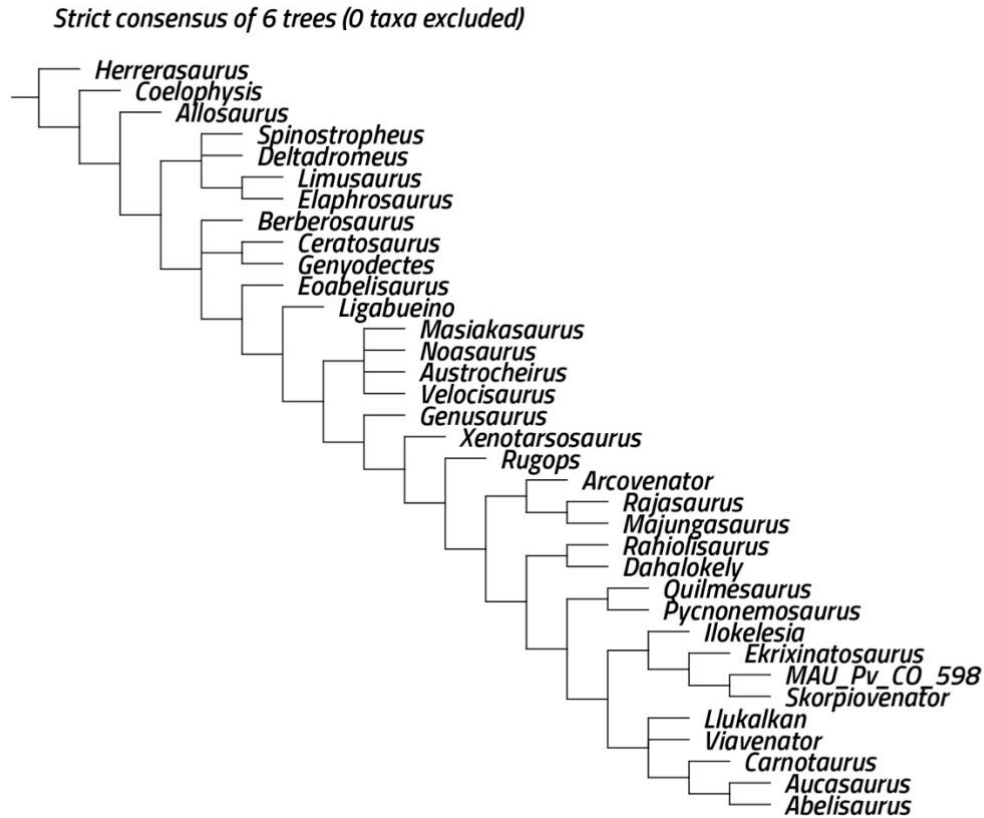 Strict consensus of 6 trees (0 taxa excluded)
Herrerasaurus
Coelophysis
Allosaurus
Spinostropheus
Deltadromeus
Limusaurus
Elaphrosaurus
Berberosaurus
Ceratosaurus
Genyodectes
Eoabelisaurus
Ligabueino
Masiakasaurus
Noasaurus
Austrocheirus
Velocisaurus
Genusaurus
Xenotarsosaurus
Rugops
Arcovenator
Rajasaurus
Majungasaurus
Rahiolisaurus
Dahalokely
Quilmesaurus
Pycnonemosaurus
Ilokelesia
Ekrixinatosaurus
MAU_Pv_CO_598
Skorpiovenator
Llukalkan
Viavenator
Carnotaurus
Aucasaurus
Abelisaurus